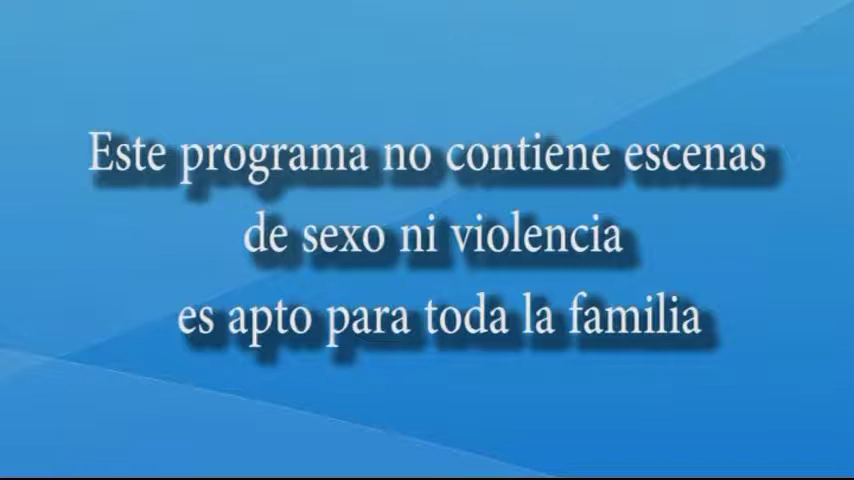 Este programa no contiene escenas
de sexo ni violencia
es apto para toda la familia